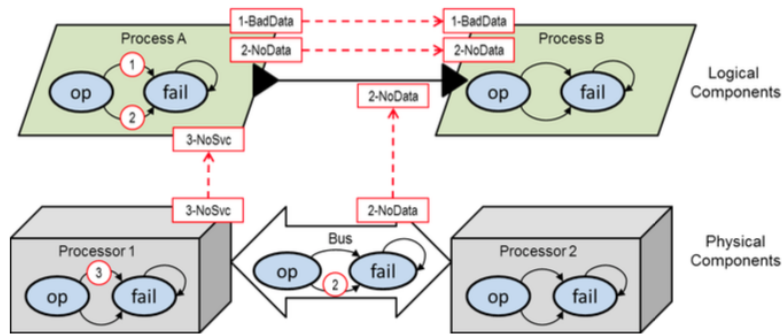 1-BadData
1-BadData
Process A
2-NoData
2-NoData
Process B
1
op
fail
2
op
fail
Logical
Components
2-NoData
3-NoSvc
3-NoSvc
2-NoData
Processor 1
Bus
Processor 2
Physical
Components
3
op
fail
op
2
fail
op
fail